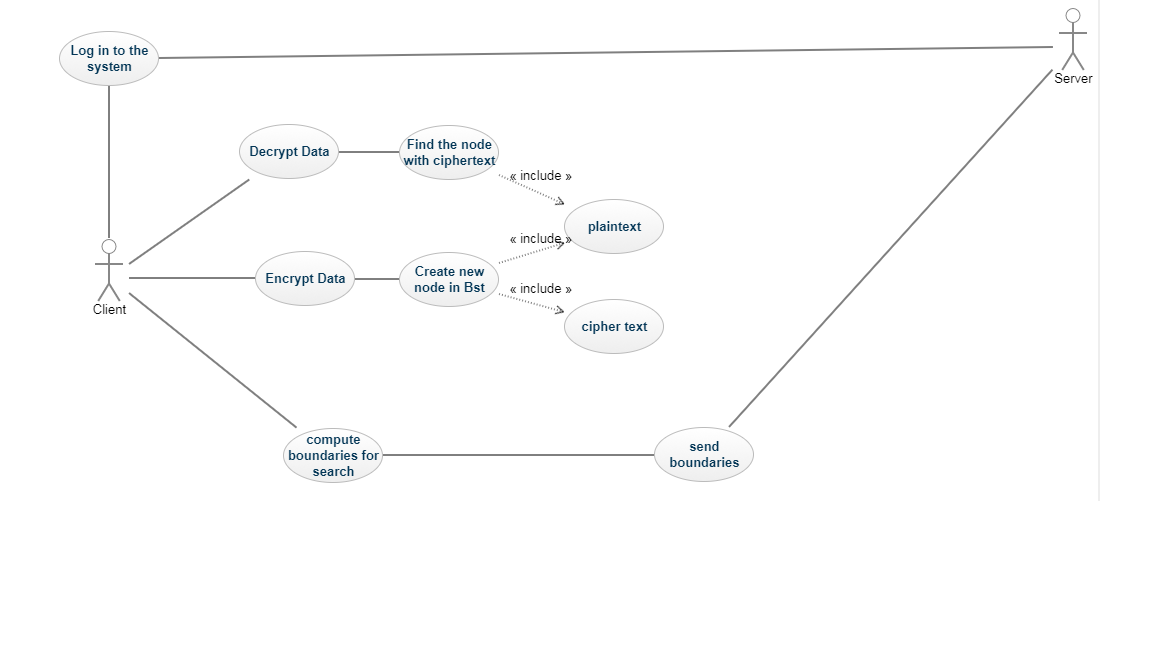 Log in to the
system
Server
Decrypt Data
Find the node
with ciphertext
« include »
plaintext
« include »
Client
Encrypt Data
Create new
node in Bst
« include »
cipher text
compute
boundaries for
search
send
boundaries